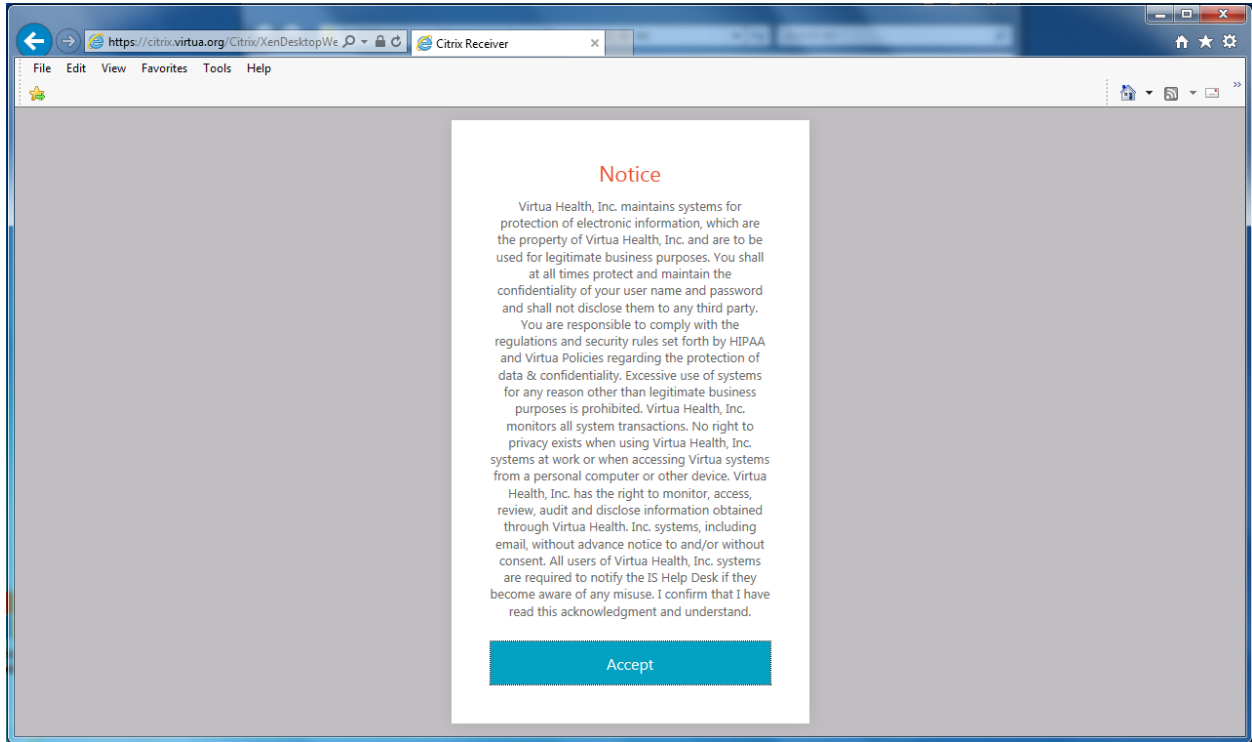 https://citrix.virtua.org/Citrix/XenDesktopWe
Citrix Receiver
File Edit View Favorites Tools Help
Notice
Virtua Health, Inc. maintains systems for
protection of electronic information, which are
the property of Virtua Health, Inc. and are to be
used for legitimate business purposes. You shall
at all times protect and maintain the
confidentiality of your user name and password
and shall not disclose them to any third party.
You are responsible to comply with the
regulations and security rules set forth by HIPAA
and Virtua Policies regarding the protection of
data & confidentiality. Excessive use of systems
for any reason other than legitimate business
purposes is prohibited. Virtua Health, Inc.
monitors all system transactions. No right to
privacy exists when using Virtua Health, Inc.
systems at work or when accessing Virtua systems
from a personal computer or other device. Virtua
Health, Inc. has the right to monitor, access,
review, audit and disclose information obtained
through Virtua Health. Inc. systems, including
email, without advance notice to and/or without
consent. All users of Virtua Health, Inc. systems
are required to notify the IS Help Desk if they
become aware of any misuse. I confirm that I have
read this acknowledgment and understand.
Accept